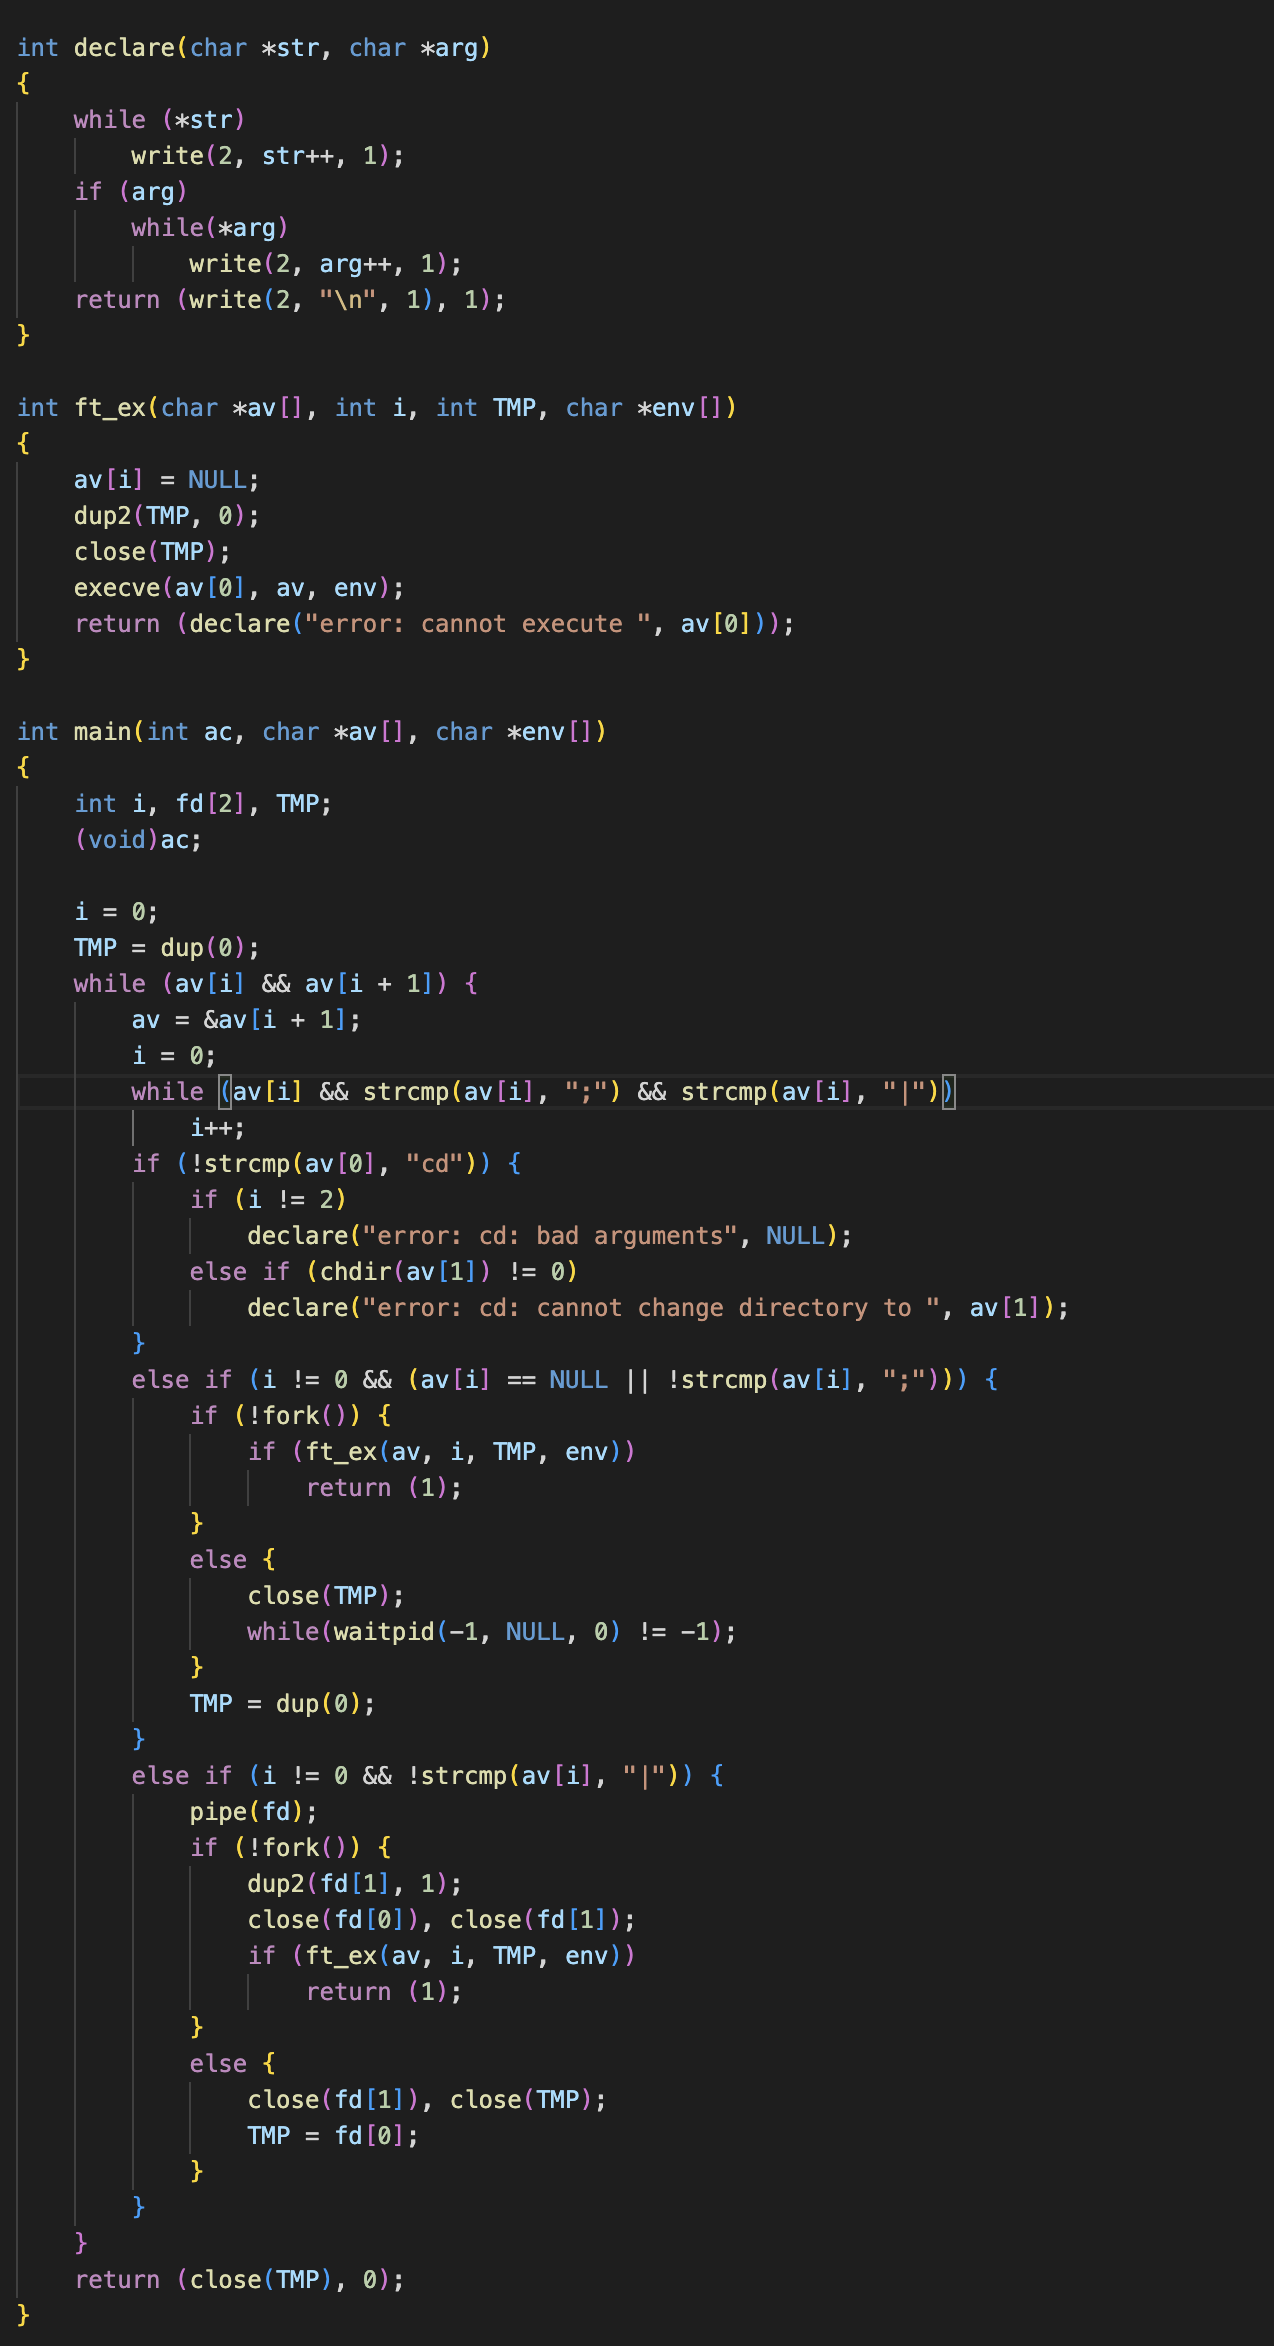 int declare(char *str, char *arg)
{
    while (*str)
        write(2, str++, 1);
    if (arg)
        while(*arg)
            write(2, arg++, 1);
    return (write(2, "\n", 1), 1);
}

int ft_ex(char *av[], int i, int TMP, char *env[])
{
    av[i] = NULL;
    dup2(TMP, 0);
    close(TMP);
    execve(av[0], av, env);
    return (declare("error: cannot execute ", av[0]));
}

int main(int ac, char *av[], char *env[])
{
    int i, fd[2], TMP;
    (void)ac;

    i = 0;
    TMP = dup(0);
    while (av[i] && av[i + 1]) {
        av = &av[i + 1];
        i = 0;
        while (av[i] && strcmp(av[i], ";") && strcmp(av[i], "|"))
            i++;
        if (!strcmp(av[0], "cd")) {
            if (i != 2)
                declare("error: cd: bad arguments", NULL);
            else if (chdir(av[1]) != 0)
                declare("error: cd: cannot change directory to ", av[1]);
        }
        else if (i != 0 && (av[i] == NULL || !strcmp(av[i], ";"))) {
            if (!fork()) {
                if (ft_ex(av, i, TMP, env))
                    return (1);
            }
            else {
                close(TMP);
                while(waitpid(-1, NULL, 0) != -1);
            }
            TMP = dup(0);
        }
        else if (i != 0 && !strcmp(av[i], "|")) {
            pipe(fd);
            if (!fork()) {
                dup2(fd[1], 1);
                close(fd[0]), close(fd[1]);
                if (ft_ex(av, i, TMP, env))
                    return (1);
            }
            else {
                close(fd[1]), close(TMP);
                TMP = fd[0];
            }
        }
    }
    return (close(TMP), 0);
}